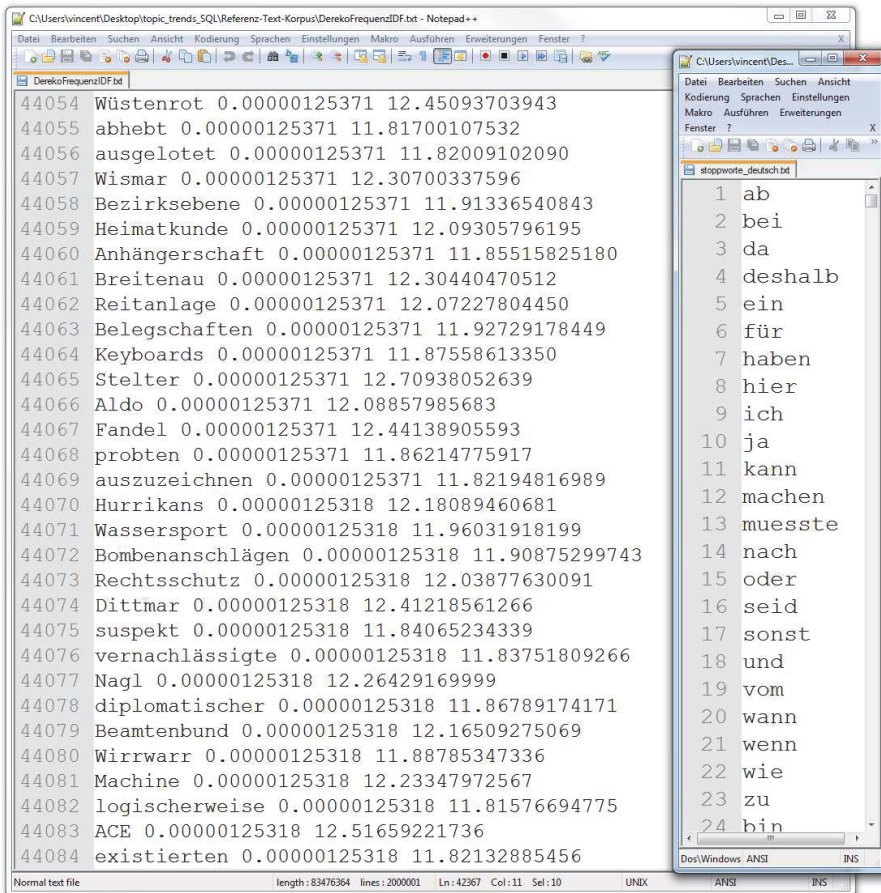 C:\Users\vincent\Desktop\topic_trends_SQL\Referenz-Text-Korpus\DerekoFrequenzIDF.txt - Notepad++
Datei Bearbeiten Suchen Ansicht Kodierung Sprachen Einstellungen Makro Ausführen Erweiterungen Fenster ? X
DerekoFrequenzIDF.txt
44054 Wüstenrot 0.00000125371 12.45093703943
44055 abhebt 0.00000125371 11.81700107532
44056 ausgelotet 0.00000125371 11.82009102090
44057 Wismar 0.00000125371 12.30700337596
44058 Bezirksebene 0.00000125371 11.91336540843
44059 Heimatkunde 0.00000125371 12.09305796195
44060 Anhängerschaft 0.00000125371 11.85515825180
44061 Breitenau 0.00000125371 12.30440470512
44062 Reitanlage 0.00000125371 12.07227804450
44063 Belegschaften 0.00000125371 11.92729178449
44064 Keyboards 0.00000125371 11.87558613350
44065 Stelter 0.00000125371 12.70938052639
44066 Aldo 0.00000125371 12.08857985683
44067 Fandel 0.00000125371 12.44138905593
44068 probten 0.00000125371 11.86214775917
44069 auszuzeichnen 0.00000125371 11.82194816989
44070 Hurrikans 0.00000125318 12.18089460681
44071 Wassersport 0.00000125318 11.96031918199
44072 Bombenanschlägen 0.00000125318 11.90875299743
44073 Rechtsschutz 0.00000125318 12.03877630091
44074 Dittmar 0.00000125318 12.41218561266
44075 suspekt 0.00000125318 11.84065234339
44076 vernachlässigte 0.00000125318 11.83751809266
44077 Nagl 0.00000125318 12.26429169999
44078 diplomatischer 0.00000125318 11.86789174171
44079 Beamtenbund 0.00000125318 12.16509275069
44080 Wirrwarr 0.00000125318 11.88785347336
44081 Machine 0.00000125318 12.23347972567
44082 logischerweise 0.00000125318 11.81576694775
44083 ACE 0.00000125318 12.51659221736
44084 existierten 0.00000125318 11.82132885456
Normal text file length : 83476364 lines : 2000001 Ln : 42367 Col : 11 Sel : 10 UNIX ANSI INS
C:\Users\vincent\Des...
Datei Bearbeiten Suchen Ansicht
Kodierung Sprachen Einstellungen
Makro Ausführen Erweiterungen
Fenster ? X
stoppworte_deutsch.txt
1 ab
2 bei
3 da
4 deshalb
5 ein
6 für
7 haben
8 hier
9 ich
10 ja
11 kann
12 machen
13 muesste
14 nach
15 oder
16 seid
17 sonst
18 und
19 vom
20 wann
21 wenn
22 wie
23 zu
24 bin
Dos\Windows ANSI INS